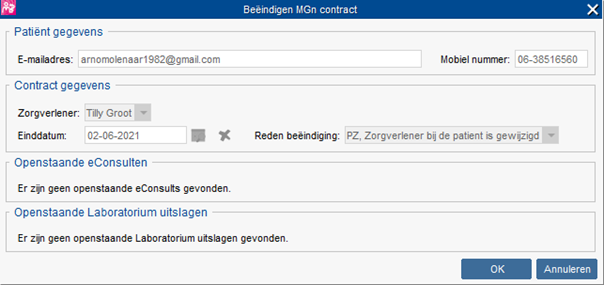 Beëindigen MGn contract
Patiënt gegevens
E-mailadres: arnomolenaar1982@gmail.com Mobiel nummer: 06-38516560
Contract gegevens
Zorgverlener: Tilly Groot
Einddatum: 02-06-2021 Reden beëindiging: PZ, Zorgverlener bij de patient is gewijzigd
Openstaande eConsulten
Er zijn geen openstaande eConsults gevonden.
Openstaande Laboratorium uitslagen
Er zijn geen openstaande Laboratorium uitslagen gevonden.
OK Annuleren